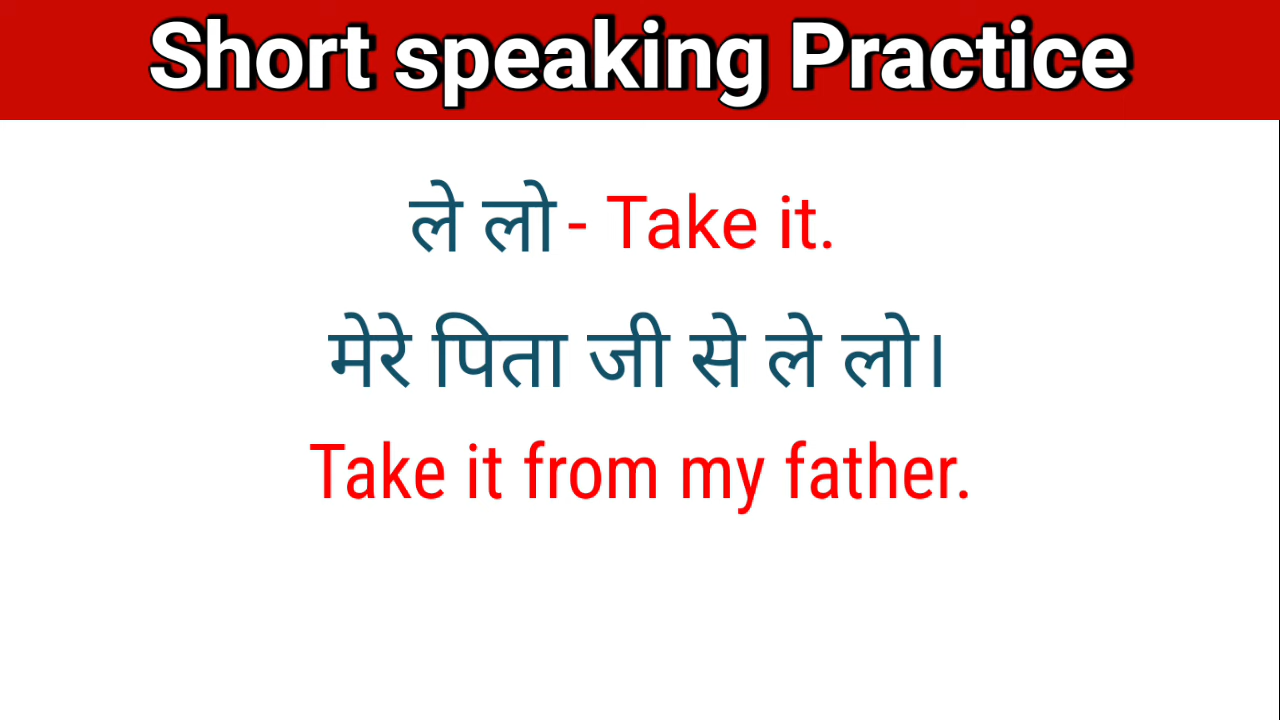 Short speaking Practice
ले लो - Take it.
मेरे पिता जी से ले लो।
Take it from my father.